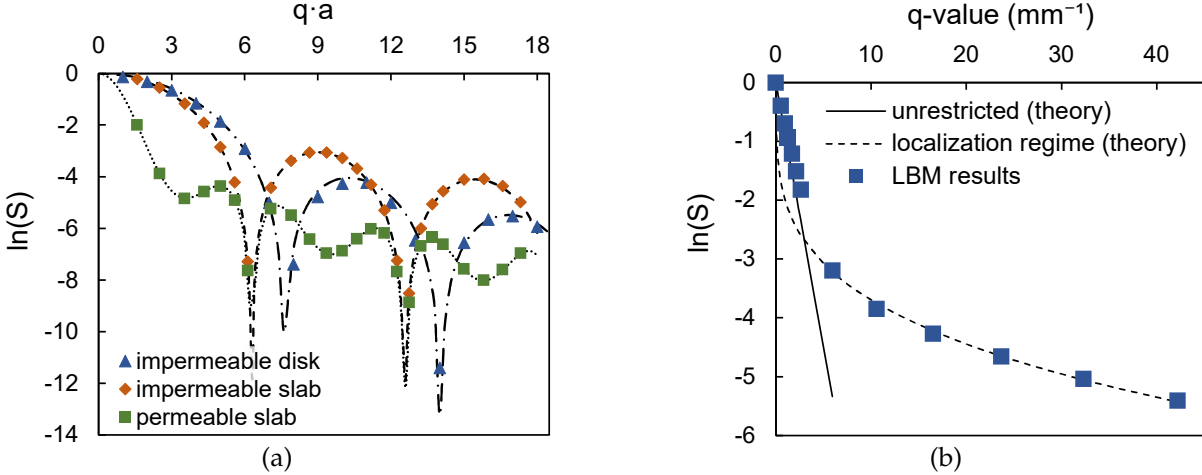 q·a
0 3 6 9 12 15 18
0
-2
-4
-6
-8
-10
-12
-14
ln(S)
impermeable disk
impermeable slab
permeable slab
(a)
q-value (mm⁻¹)
0 10 20 30 40
0
-1
-2
-3
-4
-5
-6
ln(S)
unrestricted (theory)
localization regime (theory)
LBM results
(b)